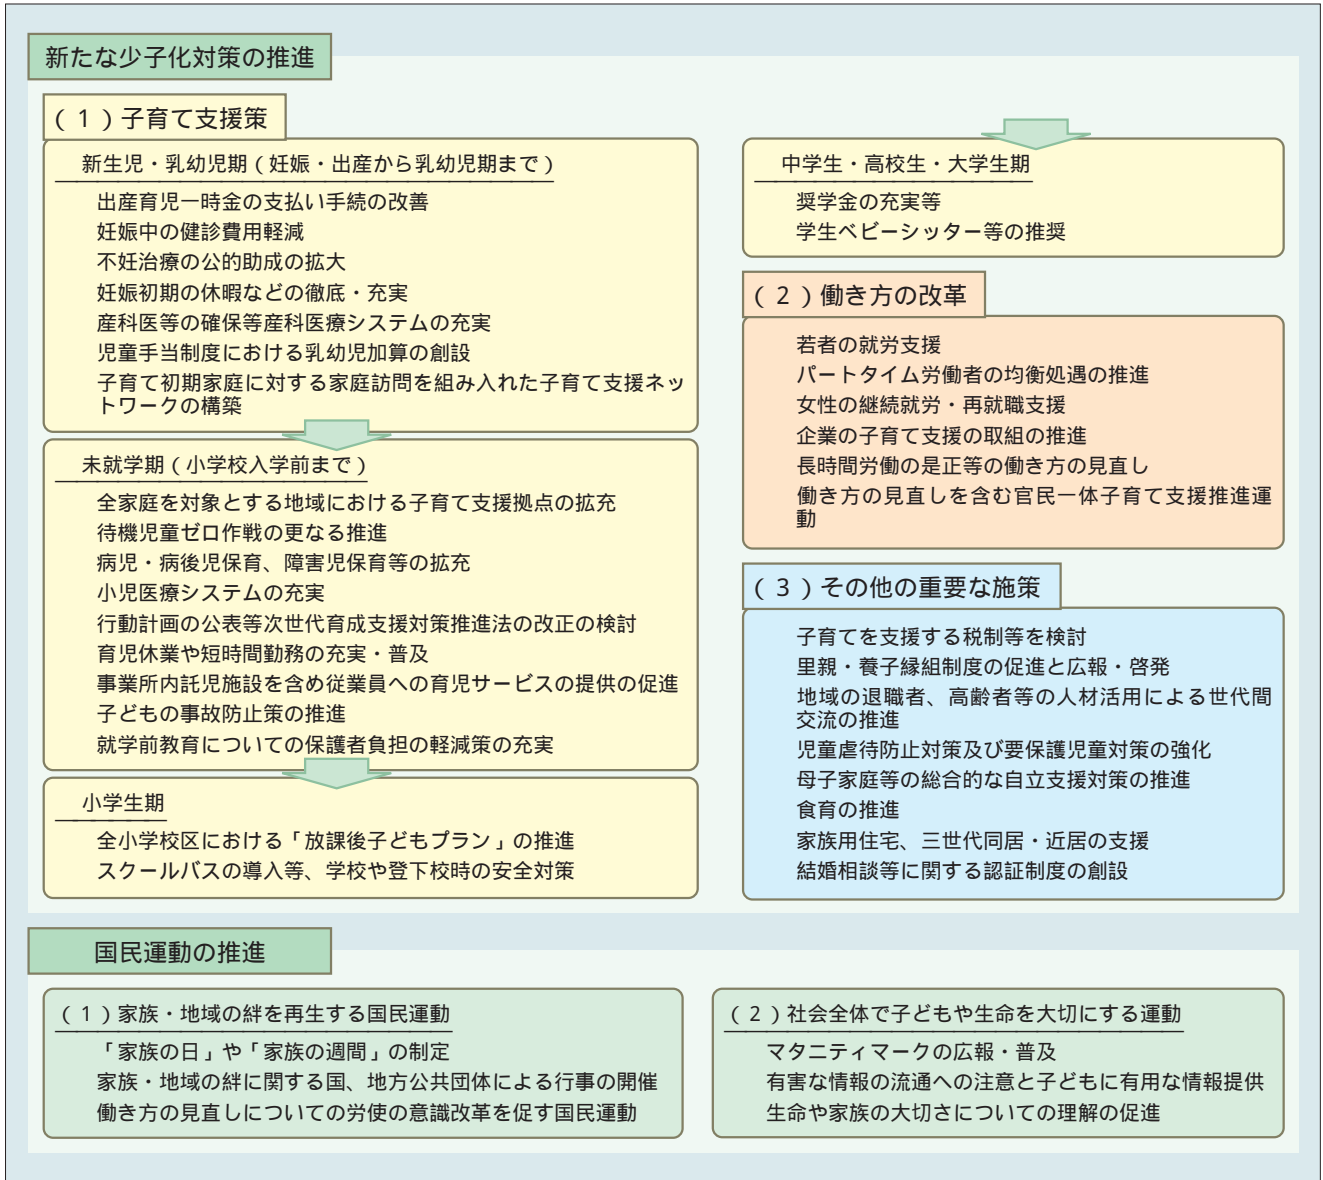 新たな少子化対策の推進
(1)子育て支援策
新生児・乳幼児期(妊娠・出産から乳幼児期まで)
出産育児一時金の支払い手続の改善
妊娠中の健診費用軽減
不妊治療の公的助成の拡大
妊娠初期の休暇などの徹底・充実
産科医等の確保等産科医療システムの充実
児童手当制度における乳幼児加算の創設
子育て初期家庭に対する家庭訪問を組み入れた子育て支援ネッ
トワークの構築
未就学期(小学校入学前まで)
全家庭を対象とする地域における子育て支援拠点の拡充
待機児童ゼロ作戦の更なる推進
病児・病後児保育、障害児保育等の拡充
小児医療システムの充実
行動計画の公表等次世代育成支援対策推進法の改正の検討
育児休業や短時間勤務の充実・普及
事業所内託児施設を含め従業員への育児サービスの提供の促進
子どもの事故防止策の推進
就学前教育についての保護者負担の軽減策の充実
小学生期
全小学校区における「放課後子どもプラン」の推進
スクールバスの導入等、学校や登下校時の安全対策
中学生・高校生・大学生期
奨学金の充実等
学生ベビーシッター等の推奨
(2)働き方の改革
若者の就労支援
パートタイム労働者の均衡処遇の推進
女性の継続就労・再就職支援
企業の子育て支援の取組の推進
長時間労働の是正等の働き方の見直し
働き方の見直しを含む官民一体子育て支援推進運
動
(3)その他の重要な施策
子育てを支援する税制等を検討
里親・養子縁組制度の促進と広報・啓発
地域の退職者、高齢者等の人材活用による世代間
交流の推進
児童虐待防止対策及び要保護児童対策の強化
母子家庭等の総合的な自立支援対策の推進
食育の推進
家族用住宅、三世代同居・近居の支援
結婚相談等に関する認証制度の創設
国民運動の推進
(1)家族・地域の絆を再生する国民運動
「家族の日」や「家族の週間」の制定
家族・地域の絆に関する国、地方公共団体による行事の開催
働き方の見直しについての労使の意識改革を促す国民運動
(2)社会全体で子どもや生命を大切にする運動
マタニティマークの広報・普及
有害な情報の流通への注意と子どもに有用な情報提供
生命や家族の大切さについての理解の促進